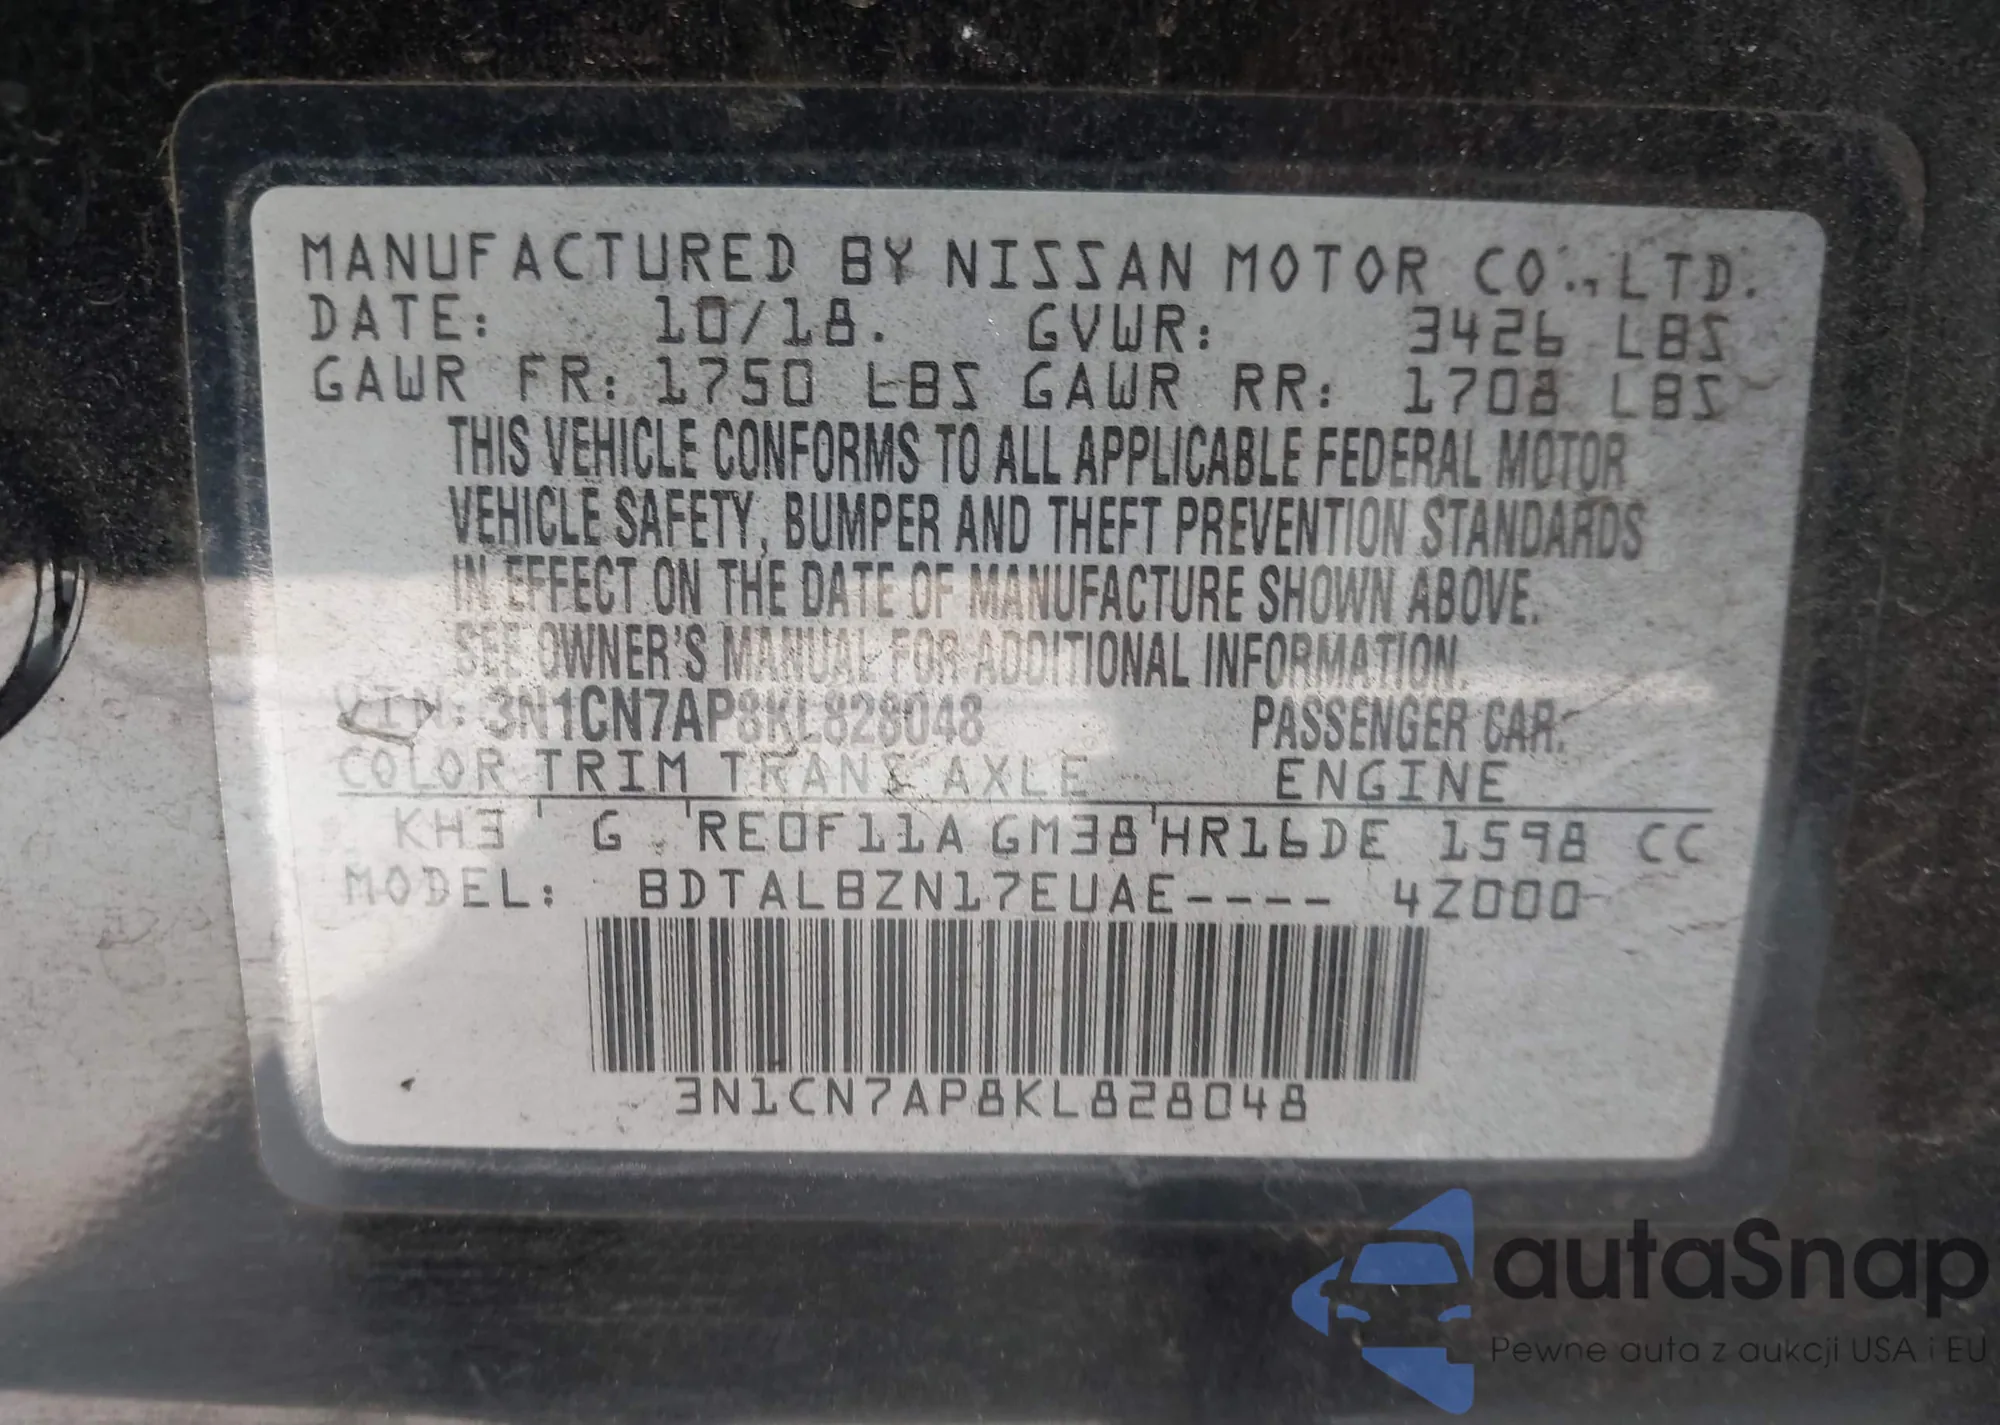 MANUFACTURED BY NISSAN MOTOR CO.,LTD.
DATE: 10/18. GVWR: 3426 LBS
GAWR FR: 1750 LBS GAWR RR: 1708 LBS
THIS VEHICLE CONFORMS TO ALL APPLICABLE FEDERAL MOTOR
VEHICLE SAFETY, BUMPER AND THEFT PREVENTION STANDARDS
IN EFFECT ON THE DATE OF MANUFACTURE SHOWN ABOVE.
SEE OWNER'S MANUAL FOR ADDITIONAL INFORMATION.
VIN: 3N1CN7AP8KL828048 PASSENGER CAR.
COLOR TRIM TRANS AXLE ENGINE
KH3 G RE0F11A GM38 HR16DE 1598 CC
MODEL: BDTALBZN17EUAE---- 4Z000
3N1CN7AP8KL828048
autaSnap
Pewne auta z aukcji USA i EU